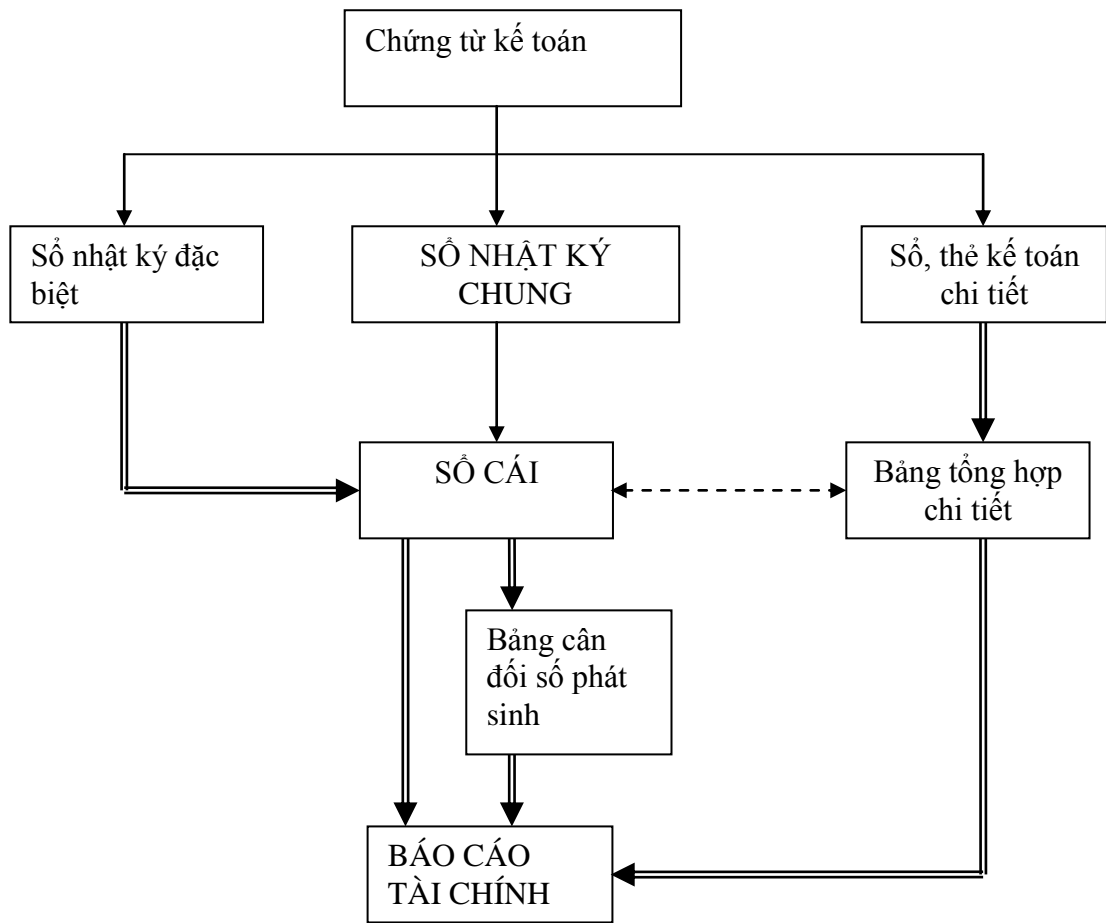 Chứng từ kế toán
Sổ nhật ký đặc
biệt
SỔ NHẬT KÝ
CHUNG
Sổ, thẻ kế toán
chi tiết
SỔ CÁI
Bảng tổng hợp
chi tiết
Bảng cân
đối số phát
sinh
BÁO CÁO
TÀI CHÍNH